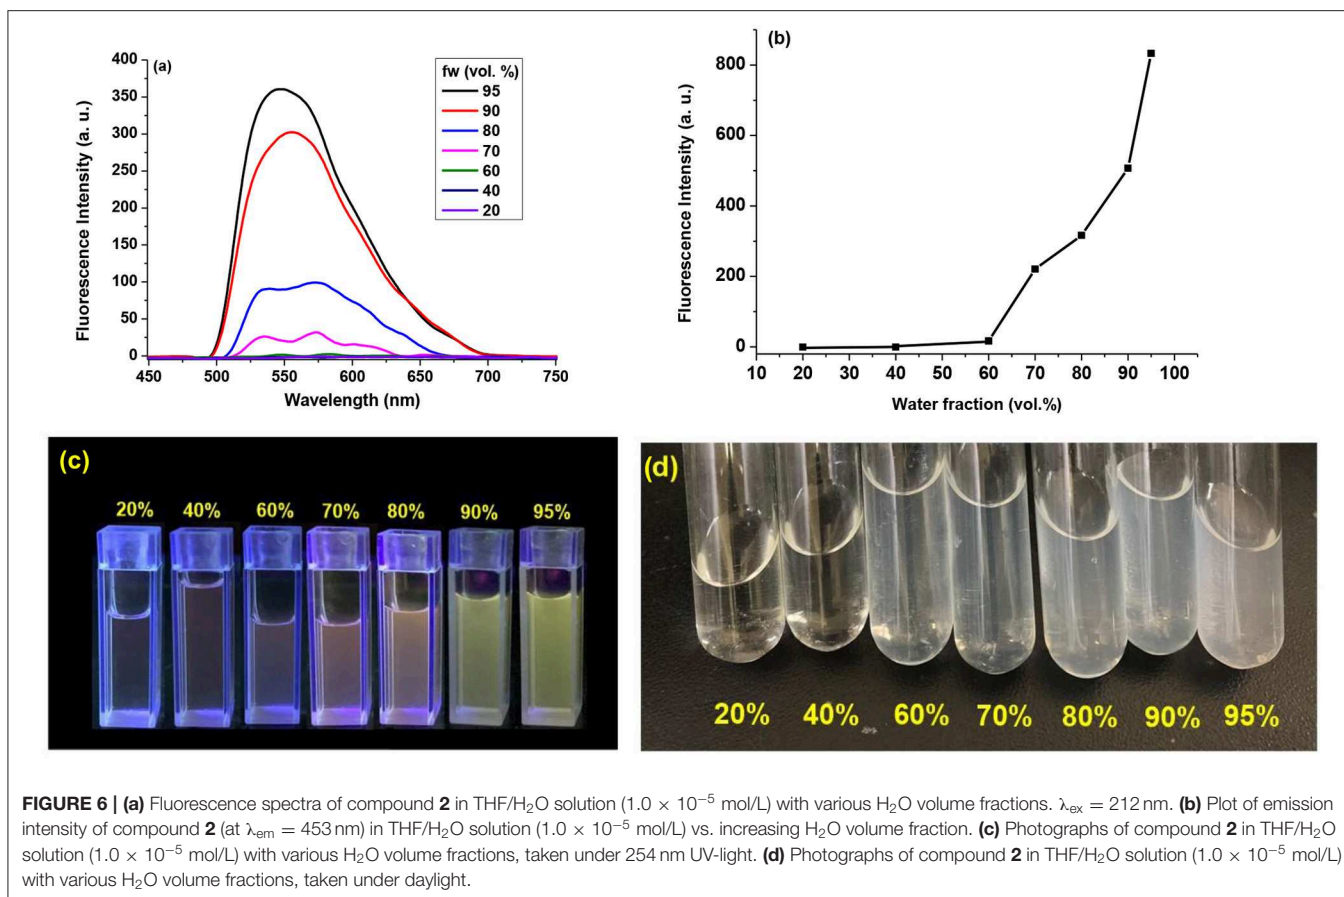 (a)
fw (vol. %)
95
90
80
70
60
40
20
400
350
300
250
200
150
100
50
0
450 500 550 600 650 700 750
Fluorescence Intensity (a. u.)
Wavelength (nm)
(b)
800
600
400
200
0
10 20 30 40 50 60 70 80 90 100
Fluorescence Intensity (a. u.)
Water fraction (vol.%)
(c)
20% 40% 60% 70% 80% 90% 95%
(d)
20% 40% 60% 70% 80% 90% 95%
FIGURE 6 | (a) Fluorescence spectra of compound 2 in THF/H₂O solution (1.0 × 10⁻⁵ mol/L) with various H₂O volume fractions. λex = 212 nm. (b) Plot of emission
intensity of compound 2 (at λem = 453 nm) in THF/H₂O solution (1.0 × 10⁻⁵ mol/L) vs. increasing H₂O volume fraction. (c) Photographs of compound 2 in THF/H₂O
solution (1.0 × 10⁻⁵ mol/L) with various H₂O volume fractions, taken under 254 nm UV-light. (d) Photographs of compound 2 in THF/H₂O solution (1.0 × 10⁻⁵ mol/L)
with various H₂O volume fractions, taken under daylight.